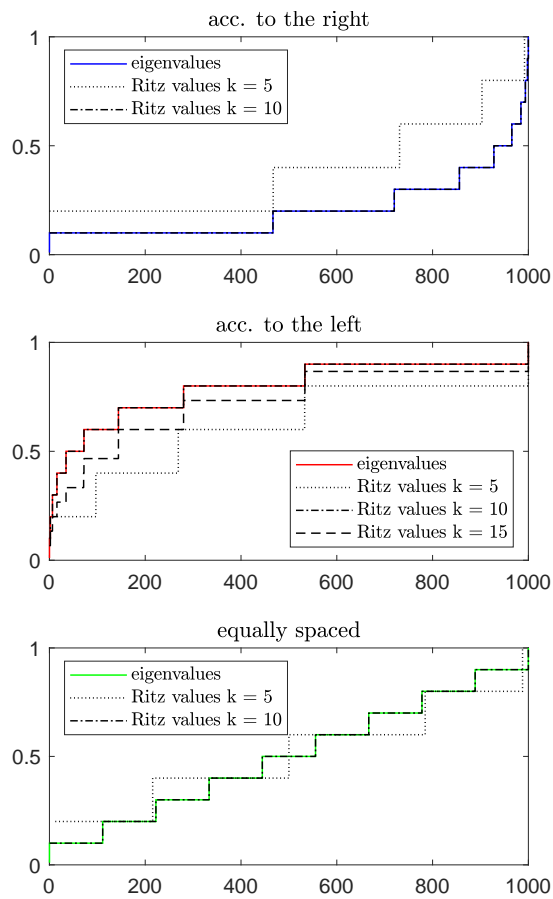 acc. to the right
1
eigenvalues
Ritz values k = 5
Ritz values k = 10
0.5
0
0 200 400 600 800 1000
acc. to the left
1
0.5
eigenvalues
Ritz values k = 5
Ritz values k = 10
Ritz values k = 15
0
0 200 400 600 800 1000
equally spaced
1
eigenvalues
Ritz values k = 5
Ritz values k = 10
0.5
0
0 200 400 600 800 1000